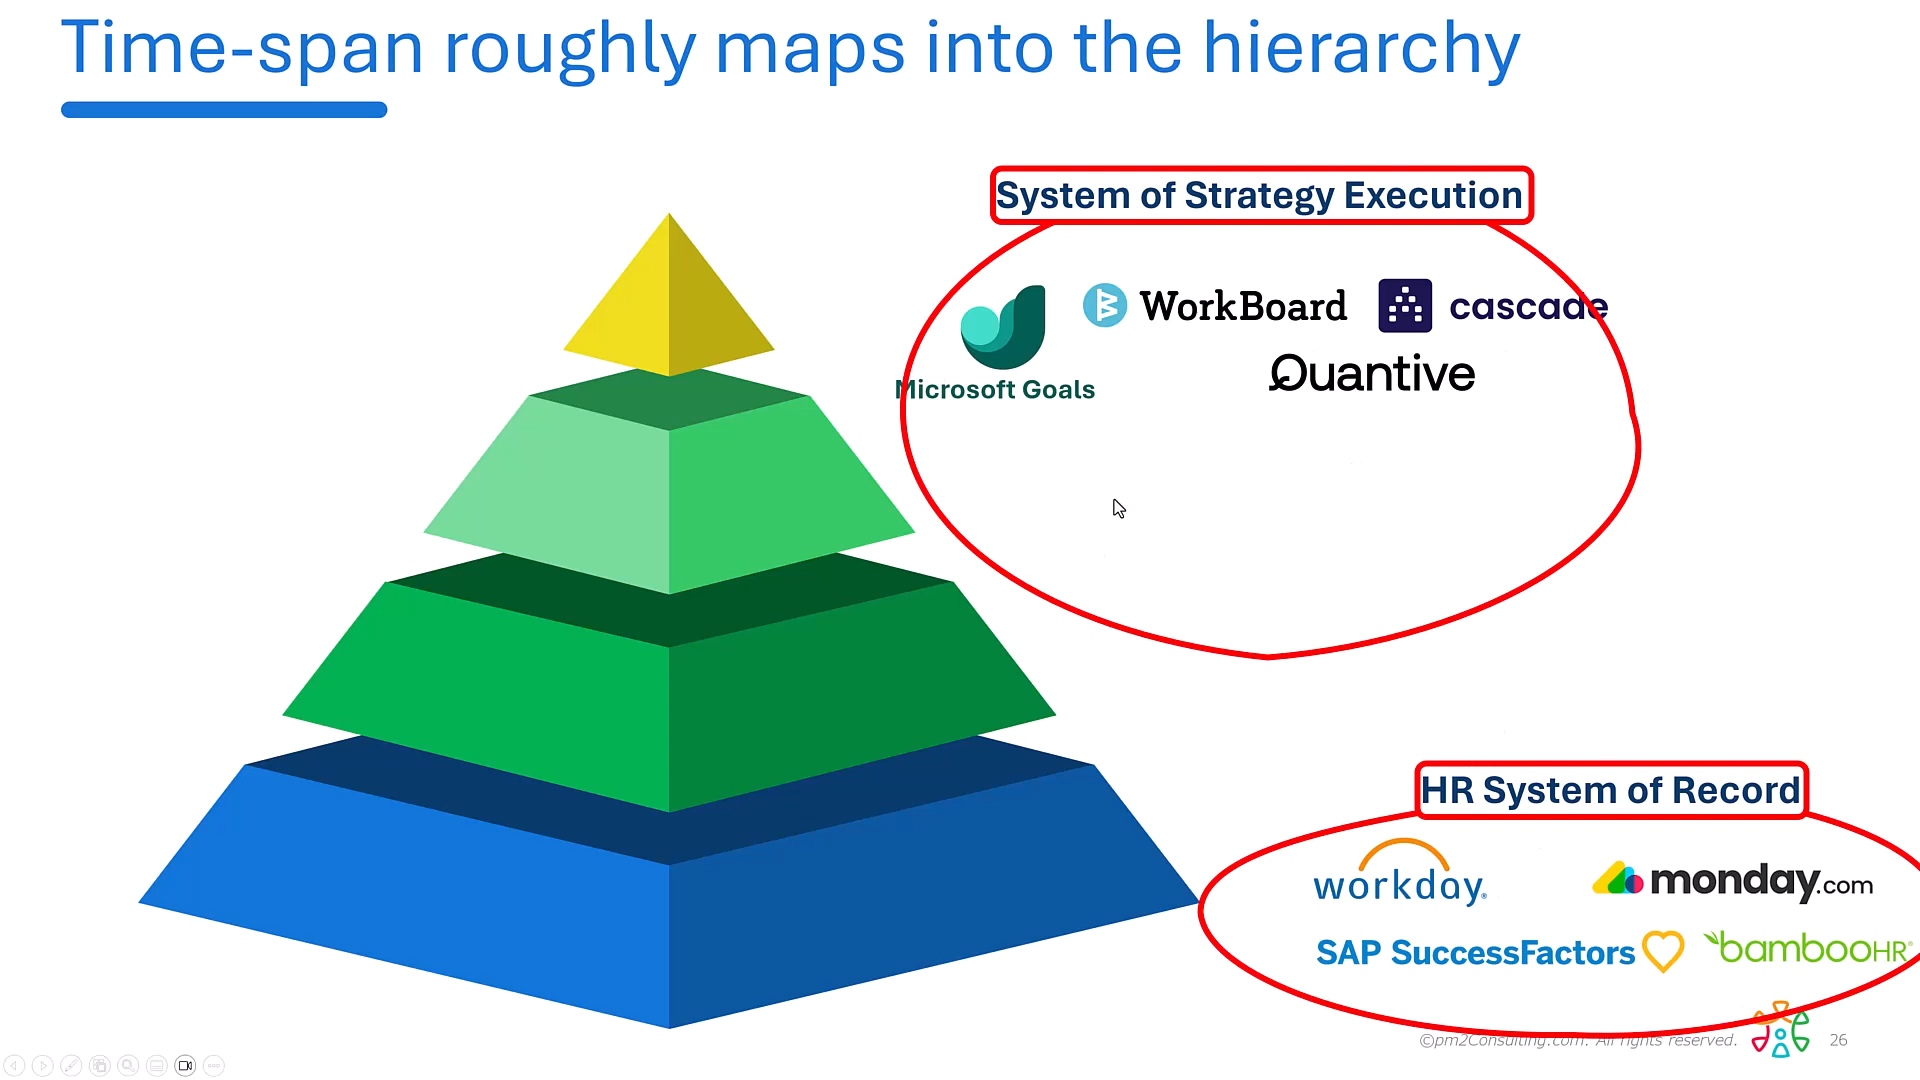 Time-span roughly maps into the hierarchy
System of Strategy Execution
WorkBoard
cascade
Microsoft Goals
Quantive
HR System of Record
workday®
monday.com
SAP SuccessFactors
bambooHR®
©pm2Consulting.com. All rights reserved.
26